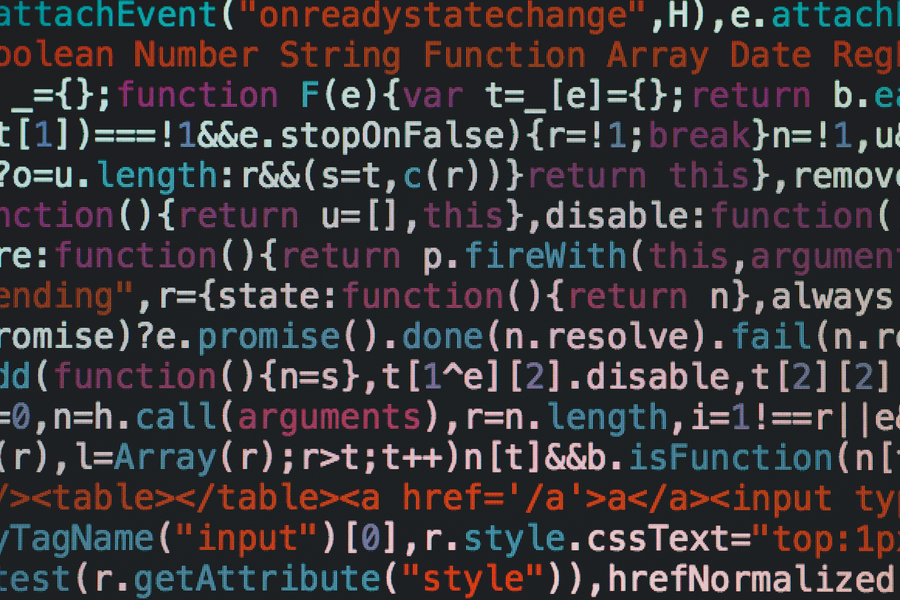 attachEvent("onreadystatechange",H),e.attach
oolean Number String Function Array Date Reg
_={};function F(e){var t=_[e]={};return b.ea
t[1])===!1&&e.stopOnFalse){r=!1;break}n=!1,u
?o=u.length:r&&(s=t,c(r))}return this},remove
nction(){return u=[],this},disable:function(
re:function(){return p.fireWith(this,argument
ending",r={state:function(){return n},always
romise)?e.promise().done(n.resolve).fail(n.re
dd(function(){n=s},t[1^e][2].disable,t[2][2]
=0,n=h.call(arguments),r=n.length,i=1!==r||e&
(r),l=Array(r);r>t;t++)n[t]&&b.isFunction(n[t
/><table></table><a href='/a'>a</a><input typ
yTagName("input")[0],r.style.cssText="top:1px
test(r.getAttribute("style")),hrefNormalized